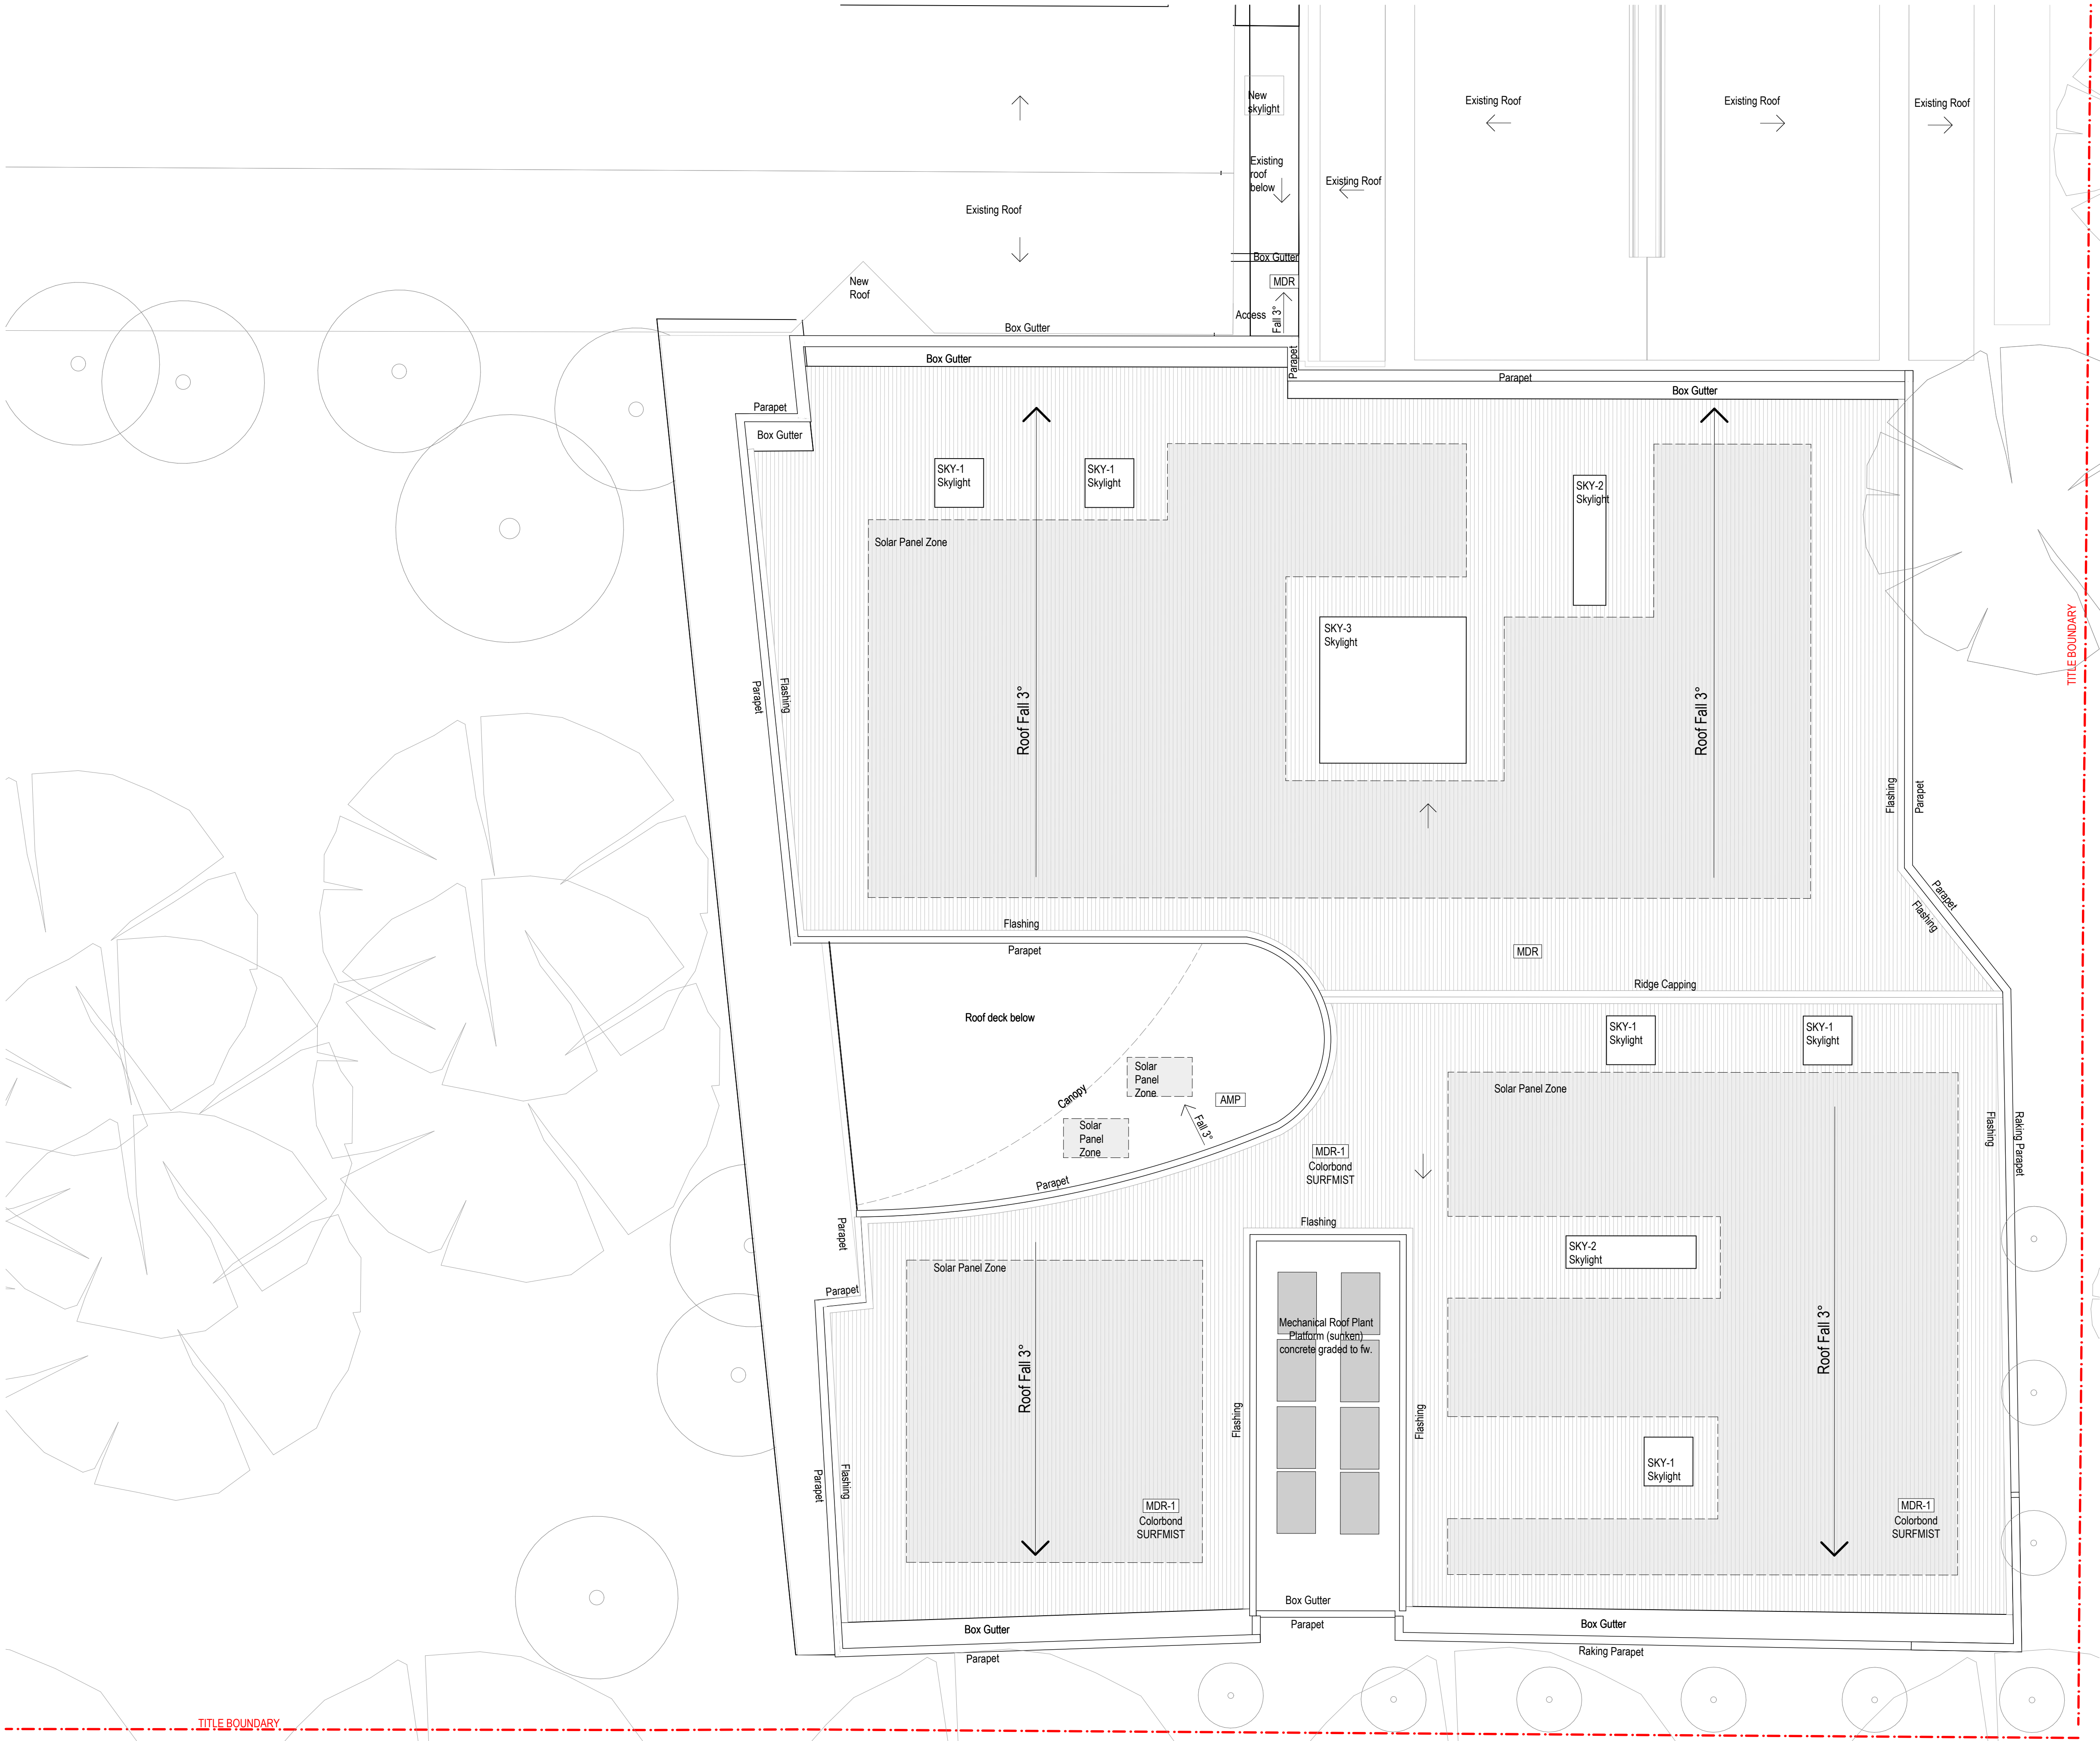 New
skylight
Existing Roof
Existing Roof
Existing Roof
Existing
roof
below
Existing Roof
Existing Roof
Box Gutter
New
Roof
MDR
Access
Fall 3°
Box Gutter
Box Gutter
Parapet
Parapet
Box Gutter
Parapet
Box Gutter
SKY-1
Skylight
SKY-1
Skylight
SKY-2
Skylight
Solar Panel Zone
SKY-3
Skylight
TITLE BOUNDARY
Parapet
Flashing
Roof Fall 3°
Roof Fall 3°
Flashing
Parapet
Parapet
Flashing
Flashing
Parapet
MDR
Ridge Capping
Roof deck below
SKY-1
Skylight
SKY-1
Skylight
Solar
Panel
Zone
Canopy
AMP
Solar Panel Zone
Solar
Panel
Zone
Fall 3°
Flashing
Raking Parapet
MDR-1
Colorbond
SURFMIST
Parapet
Parapet
Flashing
SKY-2
Skylight
Solar Panel Zone
Parapet
Mechanical Roof Plant
Platform (sunken)
concrete graded to fw.
Roof Fall 3°
Roof Fall 3°
Flashing
Flashing
SKY-1
Skylight
Parapet
Flashing
MDR-1
Colorbond
SURFMIST
MDR-1
Colorbond
SURFMIST
Box Gutter
Box Gutter
Parapet
Box Gutter
Parapet
Raking Parapet
TITLE BOUNDARY